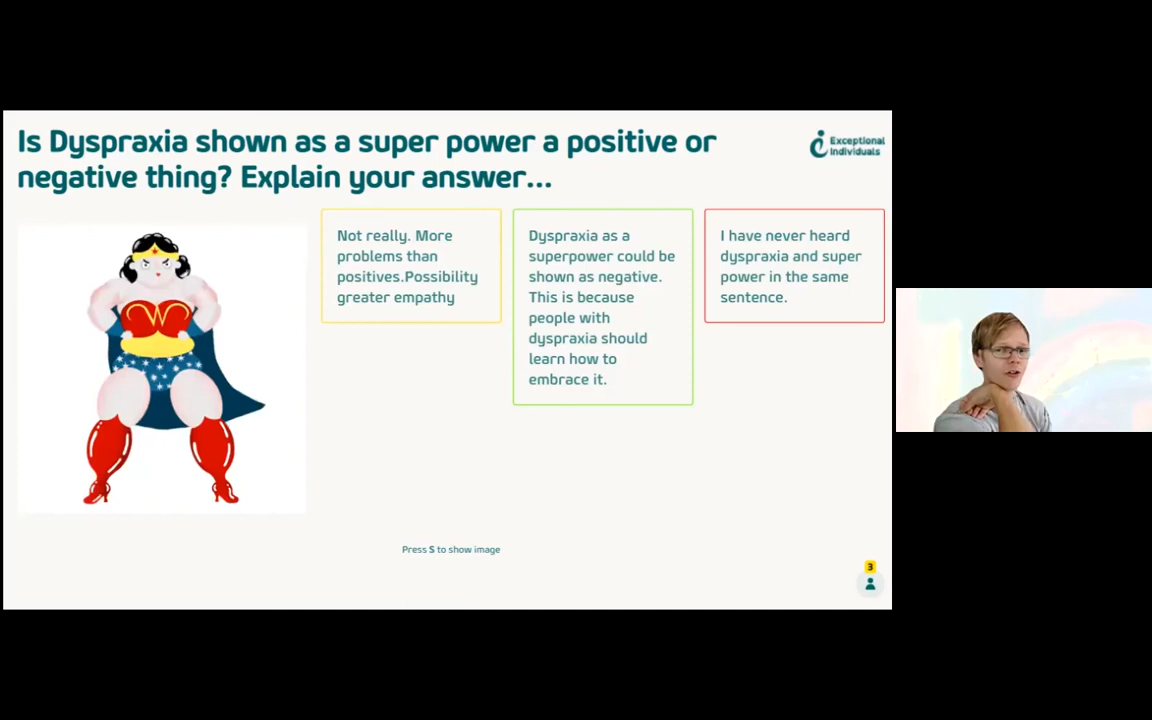 Is Dyspraxia shown as a super power a positive or
negative thing? Explain your answer...
Exceptional
Individuals
Not really. More
problems than
positives.Possibility
greater empathy
Dyspraxia as a
superpower could be
shown as negative.
This is because
people with
dyspraxia should
learn how to
embrace it.
I have never heard
dyspraxia and super
power in the same
sentence.
W
Press S to show image
3